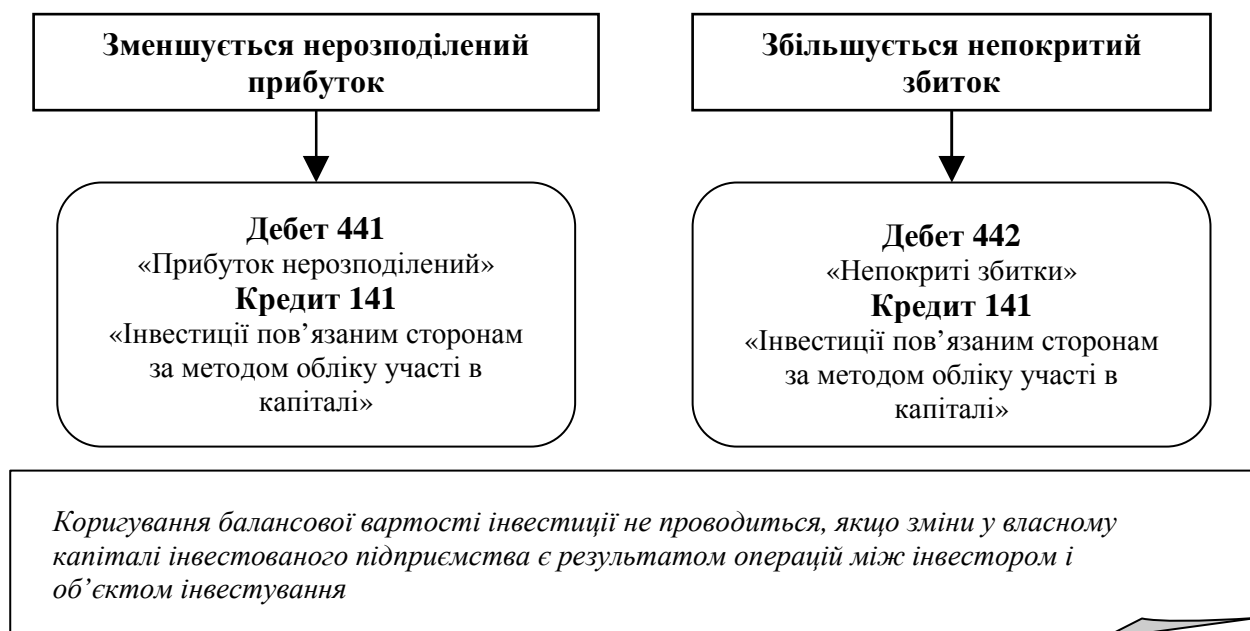 Зменшується нерозподілений
прибуток
Збільшується непокритий
збиток
Дебет 441
«Прибуток нерозподілений»
Кредит 141
«Інвестиції пов’язаним сторонам
за методом обліку участі в
капіталі»
Дебет 442
«Непокриті збитки»
Кредит 141
«Інвестиції пов’язаним сторонам
за методом обліку участі в
капіталі»
Коригування балансової вартості інвестиції не проводиться, якщо зміни у власному
капіталі інвестованого підприємства є результатом операцій між інвестором і
об’єктом інвестування